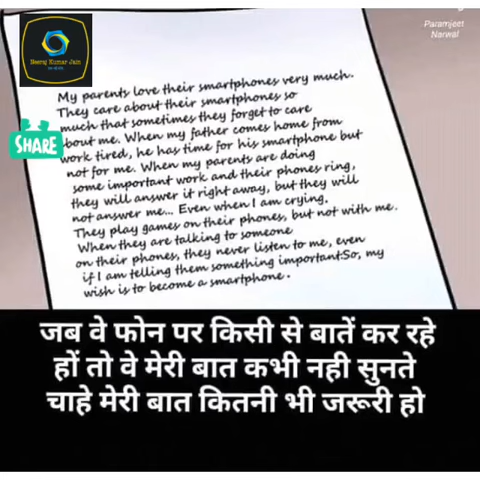 Paramjeet
Narwal
Neeraj Kumar Jain
SHARE
My parents love their smartphones very much.
They care about their smartphones so
much that sometimes they forget to care
about me. When my father comes home from
work tired, he has time for his smartphone but
not for me. When my parents are doing
some important work and their phones ring,
they will answer it right away, but they will
not answer me... Even when I am crying.
They play games on their phones, but not with me.
When they are talking to someone
on their phones, they never listen to me, even
if I am telling them something important.So, my
wish is to become a smartphone.
जब वे फोन पर किसी से बातें कर रहे
हों तो वे मेरी बात कभी नही सुनते
चाहे मेरी बात कितनी भी जरूरी हो